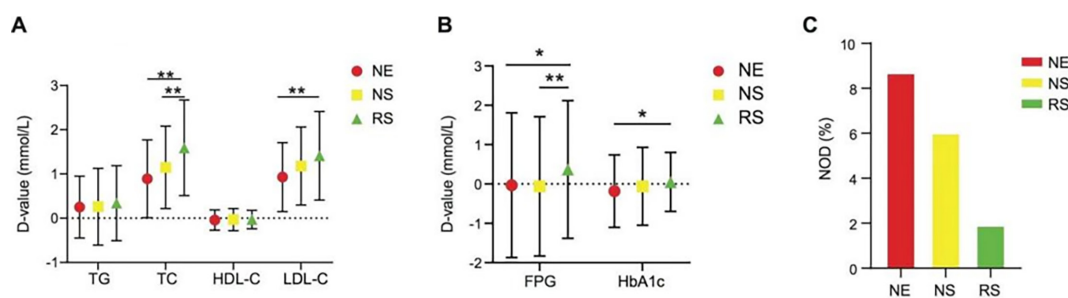 A
D-value (mmol/L)
3
2
1
0
-1
** 
**
**
TG TC HDL-C LDL-C
NE
NS
RS
B
D-value (mmol/L)
3
2
1
0
-1
-2
*
**
*
FPG HbA1c
NE
NS
RS
C
NOD (%)
10
8
6
4
2
0
NE NS RS
NE
NS
RS